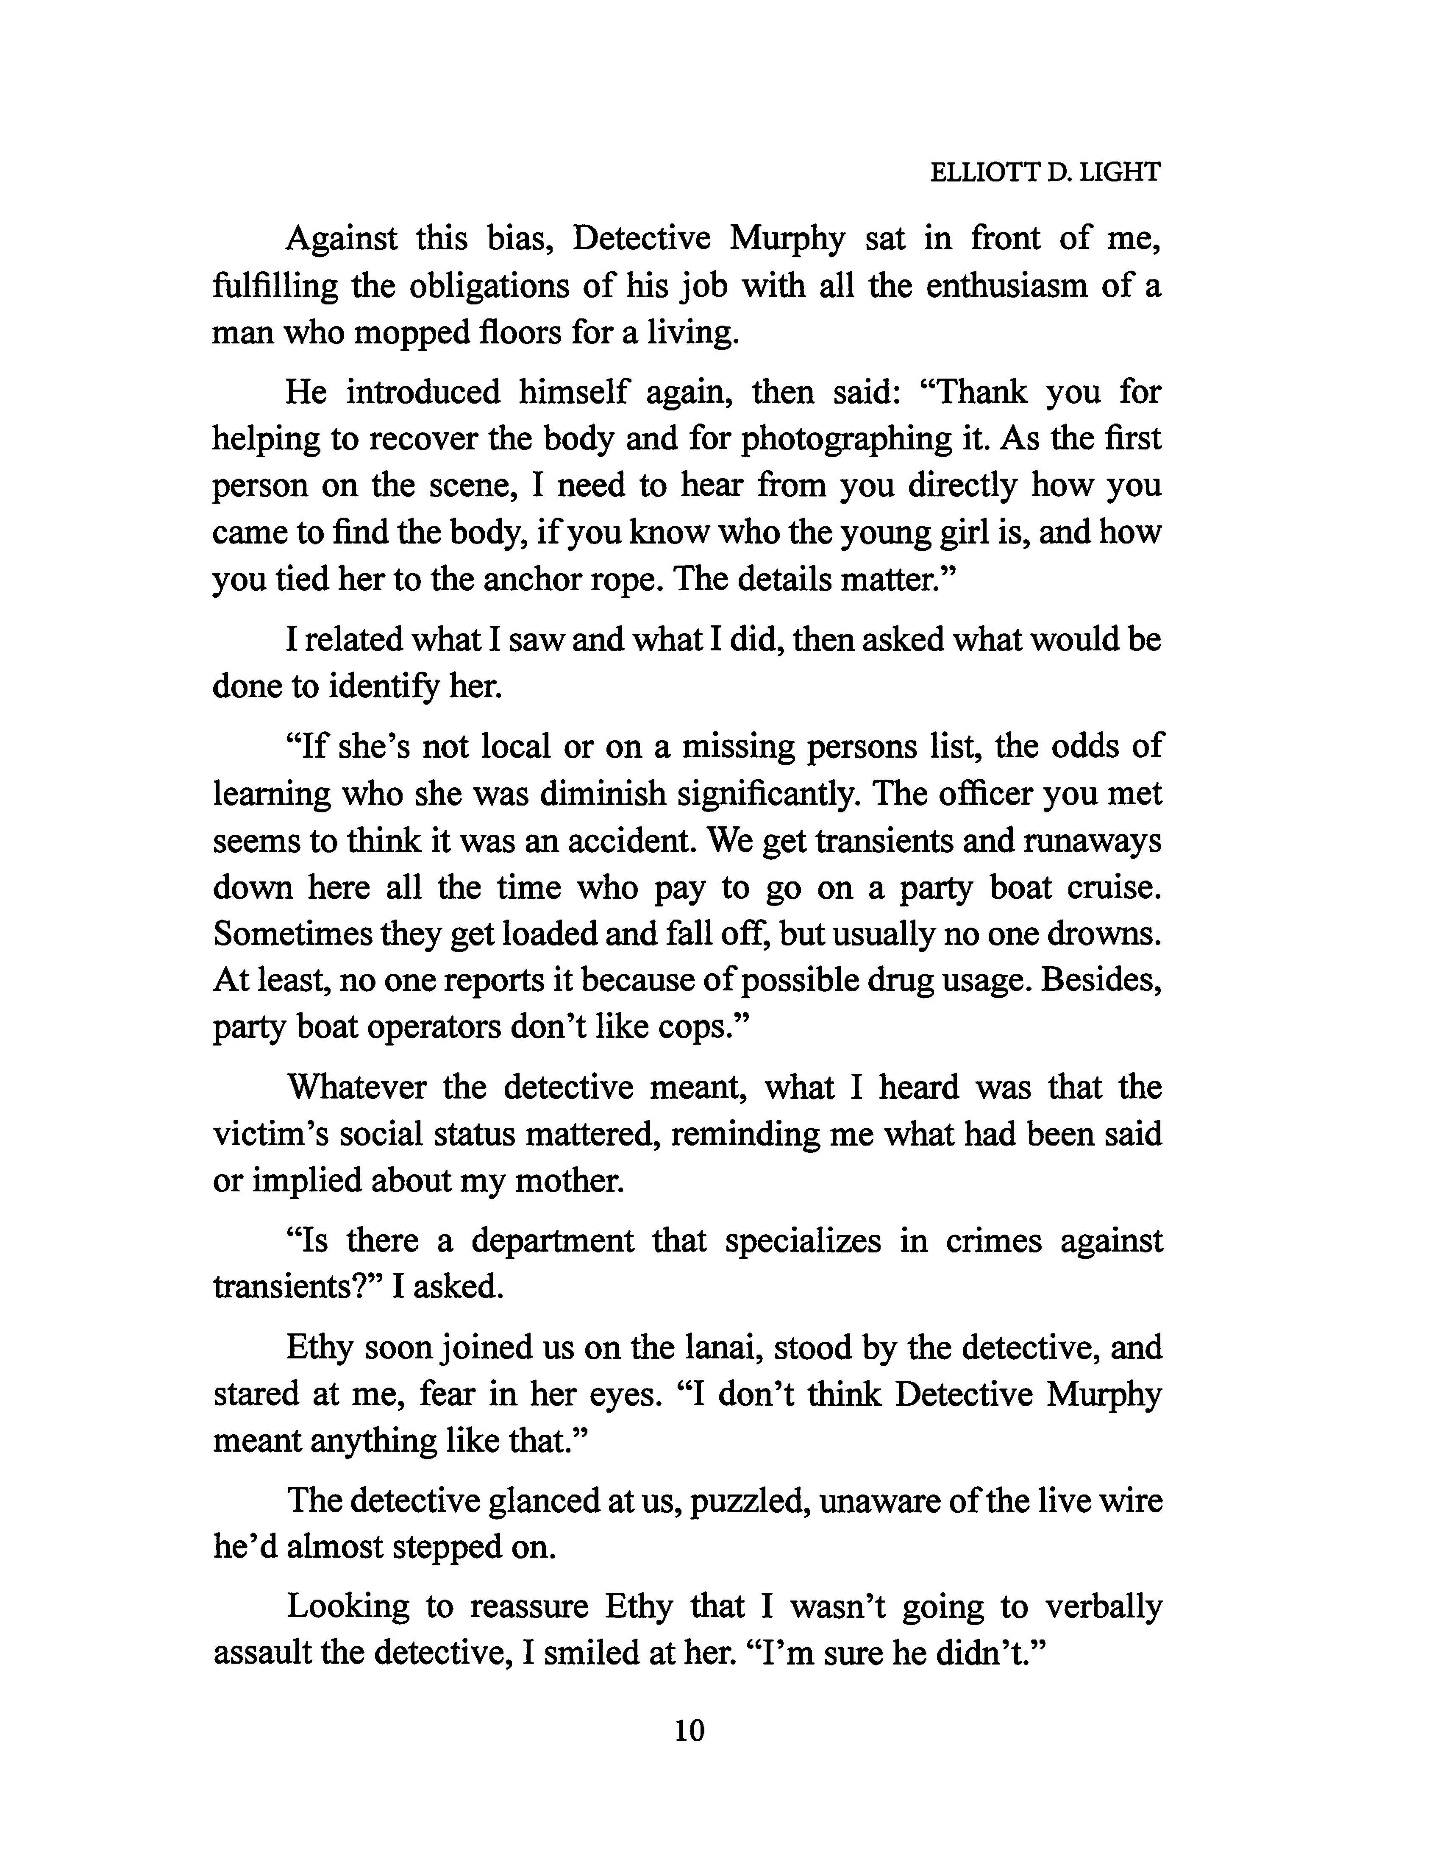 ELLIOTT D. LIGHT
Against this bias, Detective Murphy sat in front of me,
fulfilling the obligations of his job with all the enthusiasm of a
man who mopped floors for a living.
He introduced himself again, then said: “Thank you for
helping to recover the body and for photographing it. As the first
person on the scene, I need to hear from you directly how you
came to find the body, if you know who the young girl is, and how
you tied her to the anchor rope. The details matter.”
I related what I saw and what I did, then asked what would be
done to identify her.
“If she’s not local or on a missing persons list, the odds of
learning who she was diminish significantly. The officer you met
seems to think it was an accident. We get transients and runaways
down here all the time who pay to go on a party boat cruise.
Sometimes they get loaded and fall off, but usually no one drowns.
At least, no one reports it because of possible drug usage. Besides,
party boat operators don’t like cops.”
Whatever the detective meant, what I heard was that the
victim’s social status mattered, reminding me what had been said
or implied about my mother.
“Is there a department that specializes in crimes against
transients?” I asked.
Ethy soon joined us on the lanai, stood by the detective, and
stared at me, fear in her eyes. “I don’t think Detective Murphy
meant anything like that.”
The detective glanced at us, puzzled, unaware of the live wire
he’d almost stepped on.
Looking to reassure Ethy that I wasn’t going to verbally
assault the detective, I smiled at her. “I’m sure he didn’t.”
10